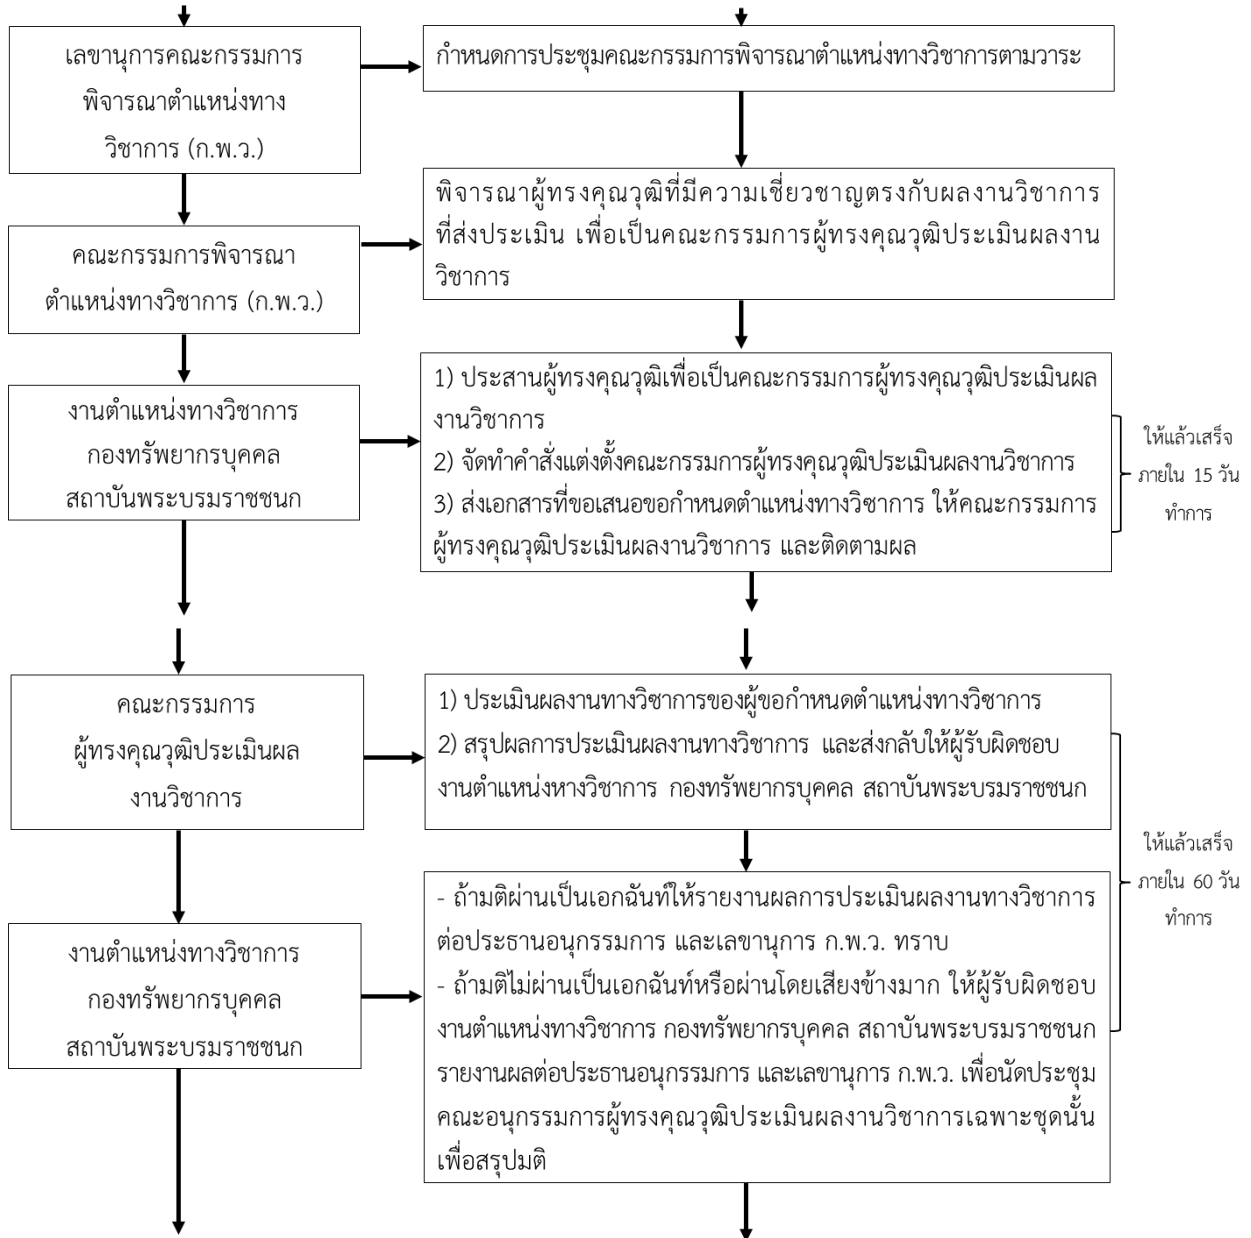 เลขานุการคณะกรรมการ
พิจารณาตำแหน่งทาง
วิชาการ (ก.พ.ว.)
กำหนดการประชุมคณะกรรมการพิจารณาตำแหน่งทางวิชาการตามวาระ
คณะกรรมการพิจารณา
ตำแหน่งทางวิชาการ (ก.พ.ว.)
พิจารณาผู้ทรงคุณวุฒิที่มีความเชี่ยวชาญตรงกับผลงานวิชาการ
ที่ส่งประเมิน เพื่อเป็นคณะกรรมการผู้ทรงคุณวุฒิประเมินผลงาน
วิชาการ
งานตำแหน่งทางวิชาการ
กองทรัพยากรบุคคล
สถาบันพระบรมราชชนก
1) ประสานผู้ทรงคุณวุฒิเพื่อเป็นคณะกรรมการผู้ทรงคุณวุฒิประเมินผล
งานวิชาการ
2) จัดทำคำสั่งแต่งตั้งคณะกรรมการผู้ทรงคุณวุฒิประเมินผลงานวิชาการ
3) ส่งเอกสารที่ขอเสนอขอกำหนดตำแหน่งทางวิชาการ ให้คณะกรรมการ
ผู้ทรงคุณวุฒิประเมินผลงานวิชาการ และติดตามผล
ให้แล้วเสร็จ
ภายใน 15 วัน
ทำการ
คณะกรรมการ
ผู้ทรงคุณวุฒิประเมินผล
งานวิชาการ
1) ประเมินผลงานทางวิชาการของผู้ขอกำหนดตำแหน่งทางวิชาการ
2) สรุปผลการประเมินผลงานทางวิชาการ และส่งกลับให้ผู้รับผิดชอบ
งานตำแหน่งหางวิชาการ กองทรัพยากรบุคคล สถาบันพระบรมราชชนก
งานตำแหน่งทางวิชาการ
กองทรัพยากรบุคคล
สถาบันพระบรมราชชนก
- ถ้ามติผ่านเป็นเอกฉันท์ให้รายงานผลการประเมินผลงานทางวิชาการ
ต่อประธานอนุกรรมการ และเลขานุการ ก.พ.ว. ทราบ
- ถ้ามติไม่ผ่านเป็นเอกฉันท์หรือผ่านโดยเสียงข้างมาก ให้ผู้รับผิดชอบ
งานตำแหน่งทางวิชาการ กองทรัพยากรบุคคล สถาบันพระบรมราชชนก
รายงานผลต่อประธานอนุกรรมการ และเลขานุการ ก.พ.ว. เพื่อนัดประชุม
คณะอนุกรรมการผู้ทรงคุณวุฒิประเมินผลงานวิชาการเฉพาะชุดนั้น
เพื่อสรุปมติ
ให้แล้วเสร็จ
ภายใน 60 วัน
ทำการ